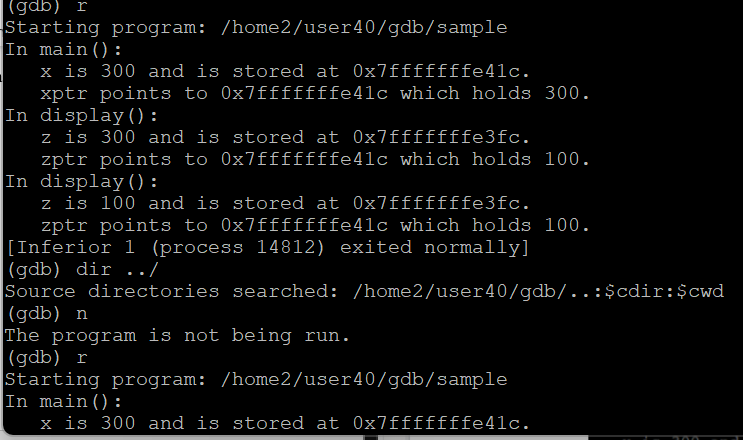 (gdb) r
Starting program: /home2/user40/gdb/sample
In main():
   x is 300 and is stored at 0x7fffffffe41c.
   xptr points to 0x7fffffffe41c which holds 300.
In display():
   z is 300 and is stored at 0x7fffffffe3fc.
   zptr points to 0x7fffffffe41c which holds 100.
In display():
   z is 100 and is stored at 0x7fffffffe3fc.
   zptr points to 0x7fffffffe41c which holds 100.
[Inferior 1 (process 14812) exited normally]
(gdb) dir ../
Source directories searched: /home2/user40/gdb/..:$cdir:$cwd
(gdb) n
The program is not being run.
(gdb) r
Starting program: /home2/user40/gdb/sample
In main():
   x is 300 and is stored at 0x7fffffffe41c.